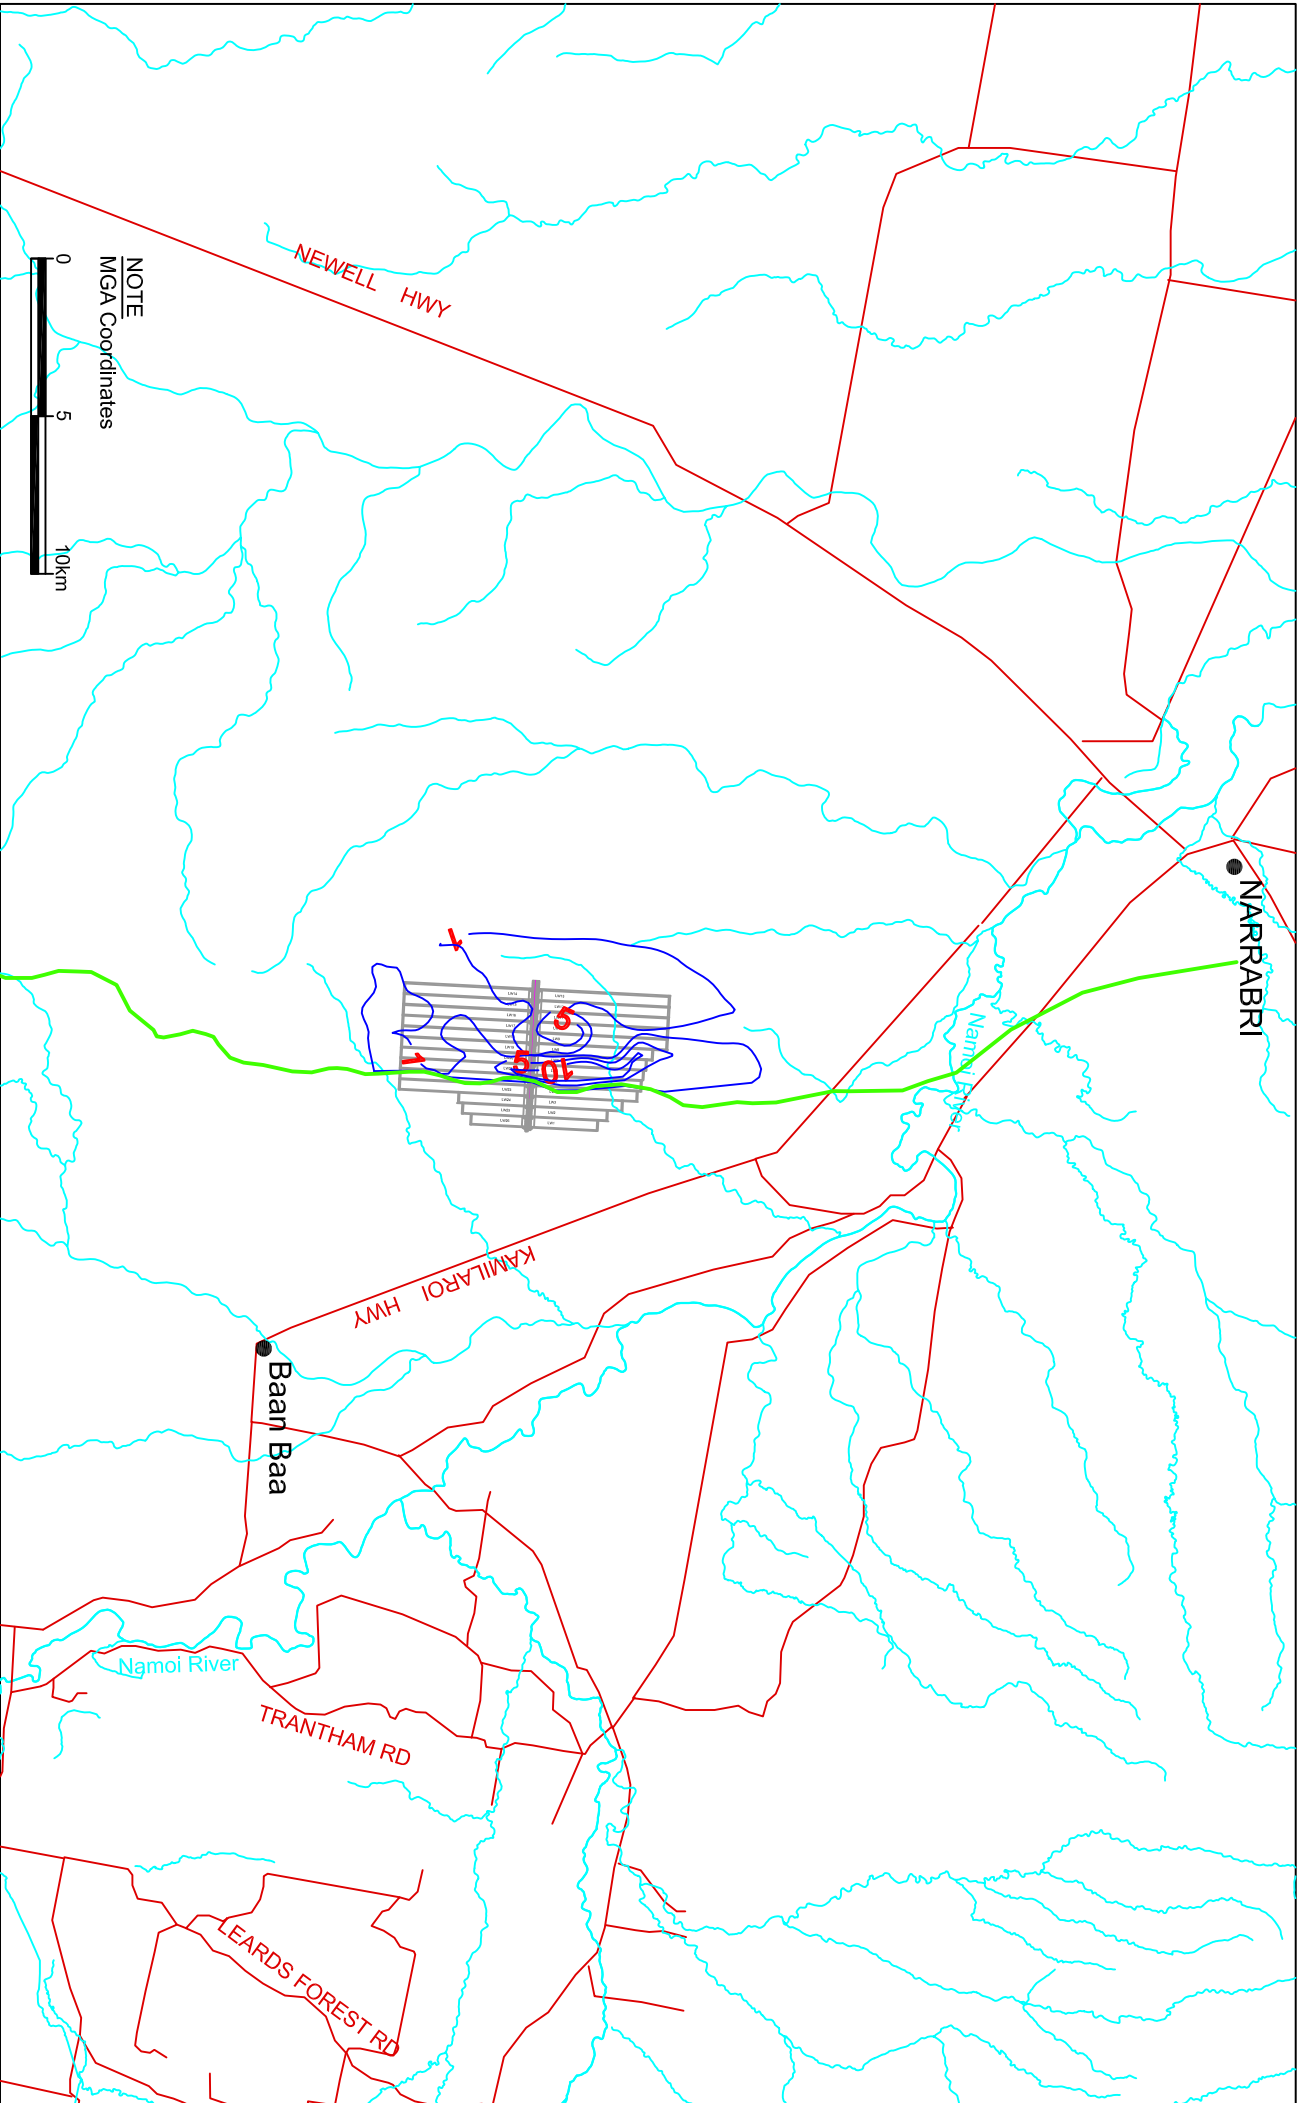 NARRABRI
Namoi River
NEWELL HWY
NOTE
MGA Coordinates
0
5
10km
1
5
5
10
1
KAMILAROI HWY
Baan Baa
Namoi River
TRANTHAM RD
LEARDS FOREST RD